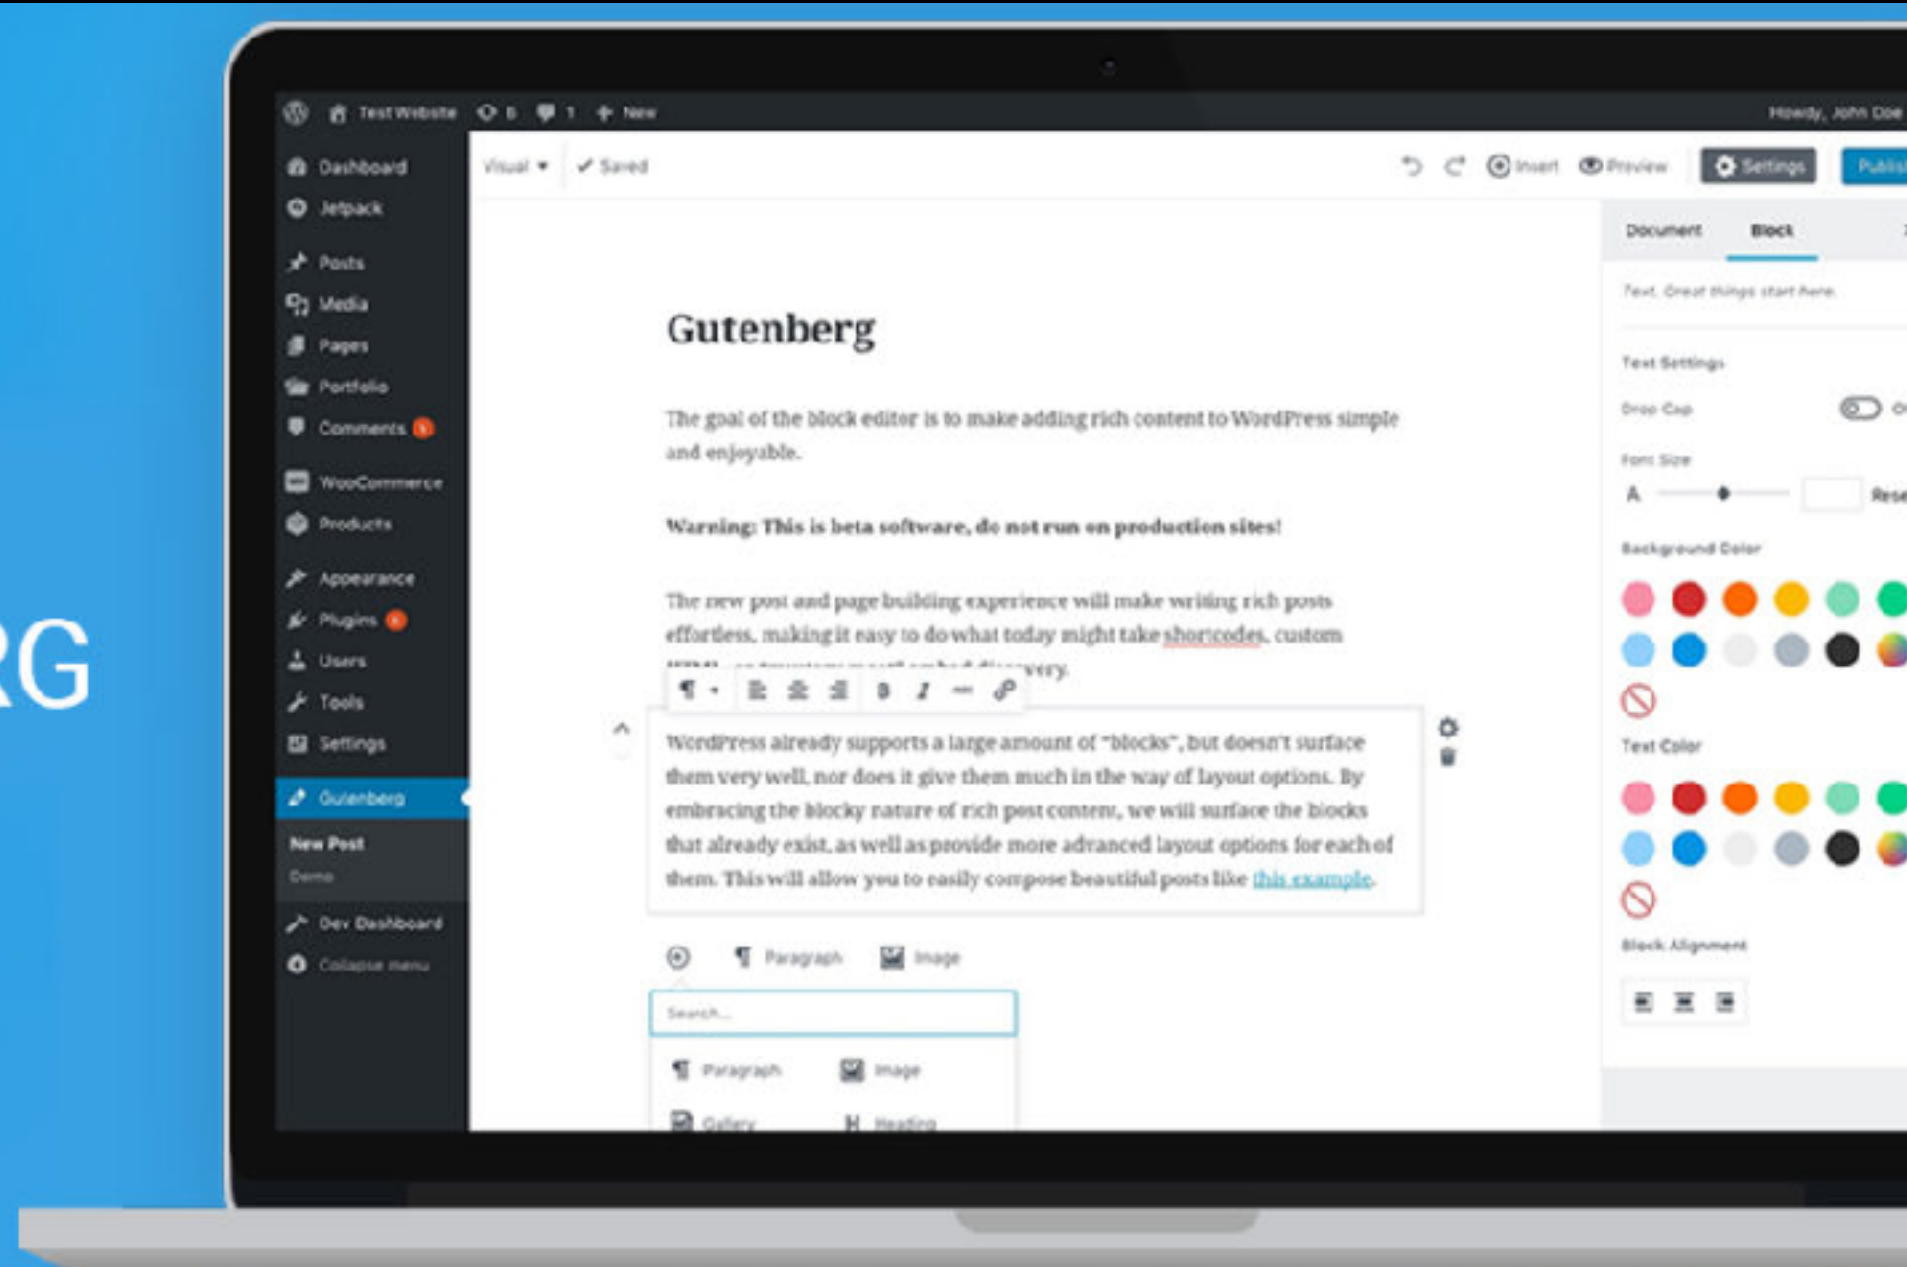 RG
Test Website 1 New
Howdy, John Doe
Dashboard
Jetpack
Posts
Media
Pages
Portfolio
Comments
WooCommerce
Products
Appearance
Plugins
Users
Tools
Settings
Gutenberg
New Post
Demo
Dev Dashboard
Collapse menu
Visual
Saved
Insert
Preview
Settings
Publis
Gutenberg
The goal of the block editor is to make adding rich content to WordPress simple
and enjoyable.
Warning: This is beta software, do not run on production sites!
The new post and page building experience will make writing rich posts
effortless, making it easy to do what today might take shortcodes, custom
very.
B I
WordPress already supports a large amount of "blocks", but doesn't surface
them very well, nor does it give them much in the way of layout options. By
embracing the blocky nature of rich post content, we will surface the blocks
that already exist, as well as provide more advanced layout options for each of
them. This will allow you to easily compose beautiful posts like this example.
Paragraph
Image
Search...
Paragraph
Image
Gallery
H Heading
Document
Block
Text. Great things start here.
Text Settings
Drop Cap
Font Size
A
Rese
Background Color
Text Color
Block Alignment